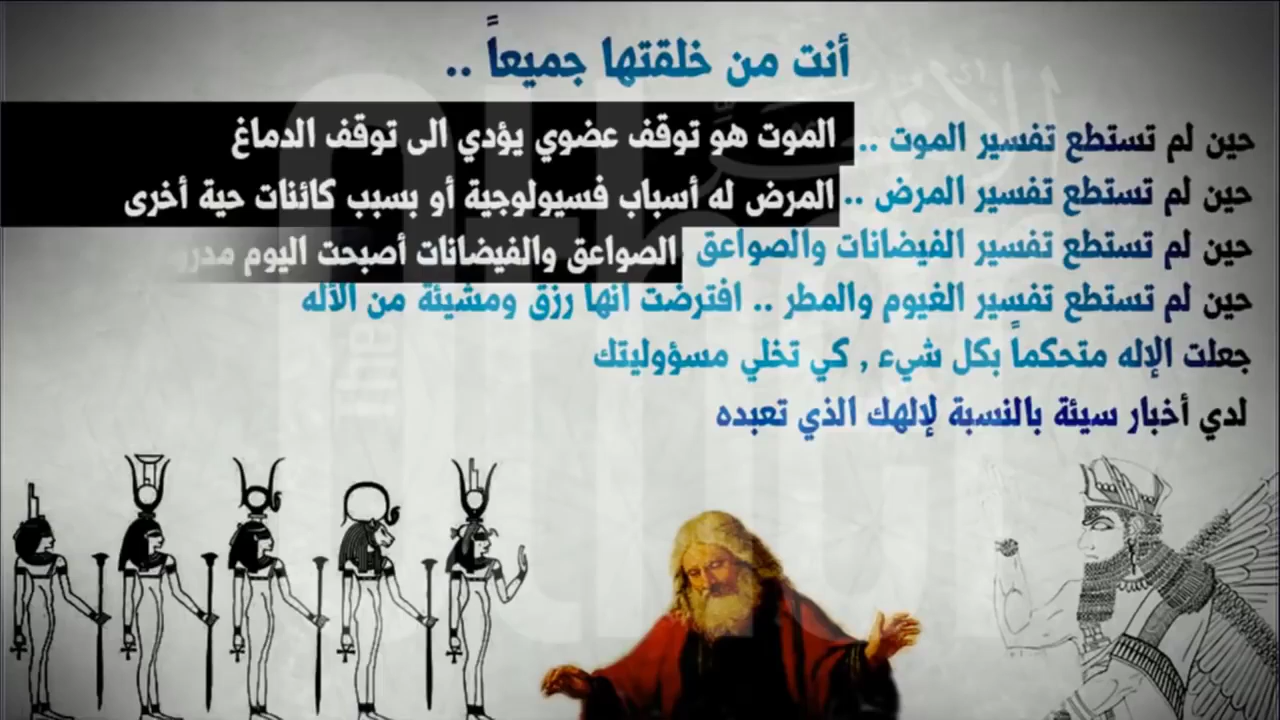 أنت من خلقتها جميعاً ..
حين لم تستطع تفسير الموت .. الموت هو توقف عضوي يؤدي الى توقف الدماغ
حين لم تستطع تفسير المرض .. المرض له أسباب فسيولوجية أو بسبب كائنات حية أخرى
حين لم تستطع تفسير الفيضانات والصواعق الصواعق والفيضانات أصبحت اليوم
حين لم تستطع تفسير الغيوم والمطر .. افترضت انها رزق ومشيئة من الأله
جعلت الإله متحكماً بكل شيء , كي تخلي مسؤوليتك
لدي أخبار سيئة بالنسبة لإلهك الذي تعبده
the